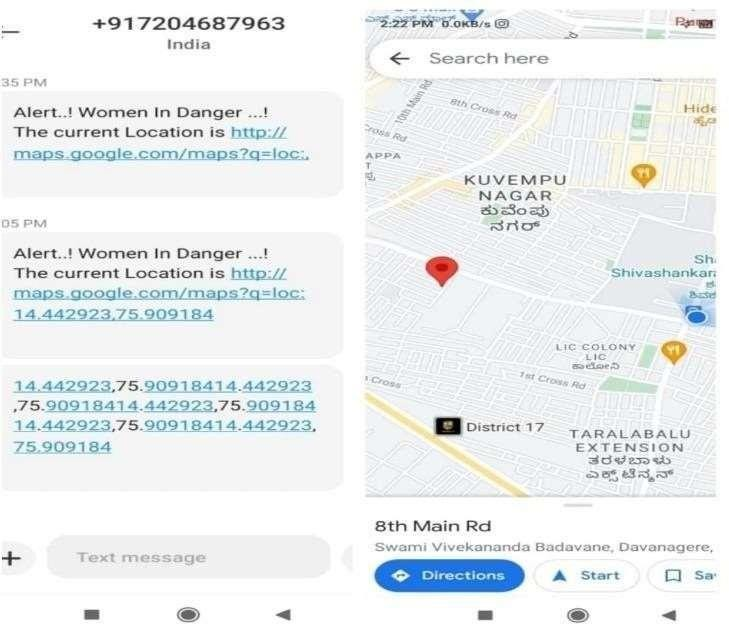 +917204687963
India
35 PM
Alert..! Women In Danger ...!
The current Location is http://
maps.google.com/maps?q=loc:,
05 PM
Alert..! Women In Danger ...!
The current Location is http://
maps.google.com/maps?q=loc:
14.442923,75.909184
14.442923,75.90918414.442923
,75.90918414.442923,75.909184
14.442923,75.90918414.442923,
75.909184
Text message
2:22 PM 0.0KB/s
Search here
10th Main Rd
8th Cross Rd
ross Rd
Hide
APPA
T
KUVEMPU
NAGAR
ಕುವೆಂಪು
ನಗರ್
Sh
Shivashankara
LIC COLONY
LIC
ಕಾಲೋನಿ
1st Cross Rd
Cross
District 17
TARALABALU
EXTENSION
ತರಳಬಾಳು
ಎಕ್ಸ್‌ಟೆನ್ಶನ್
8th Main Rd
Swami Vivekananda Badavane, Davanagere,
Directions
Start
Sa